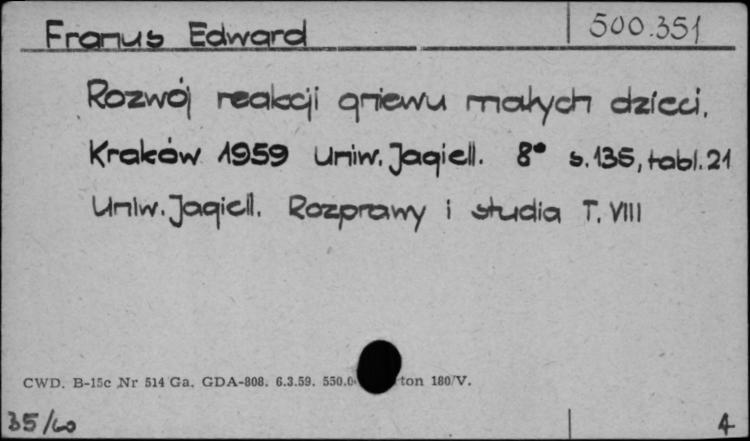 Franus Edward 500.351
Rozwój reakcji gniewu małych dzieci.
Kraków 1959 Uniw. Jagiell. 8° s. 135, tabl. 21
Uniw. Jagiell. Rozprawy i studia T. VIII
CWD. B-15c Nr 514 Ga. GDA-808. 6.3.59. 550.0 ton 180/V.
35/60 4